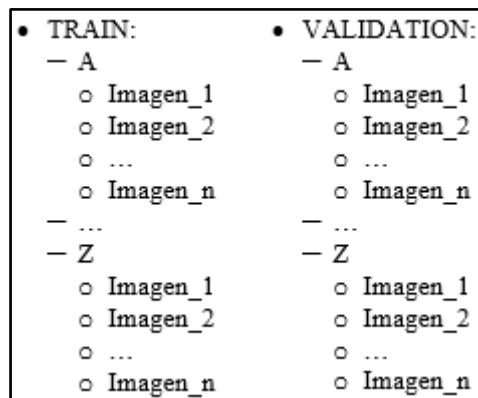 • TRAIN:
— A
o Imagen_1
o Imagen_2
o …
o Imagen_n
— …
— Z
o Imagen_1
o Imagen_2
o …
o Imagen_n
• VALIDATION:
— A
o Imagen_1
o Imagen_2
o …
o Imagen_n
— …
— Z
o Imagen_1
o Imagen_2
o …
o Imagen_n